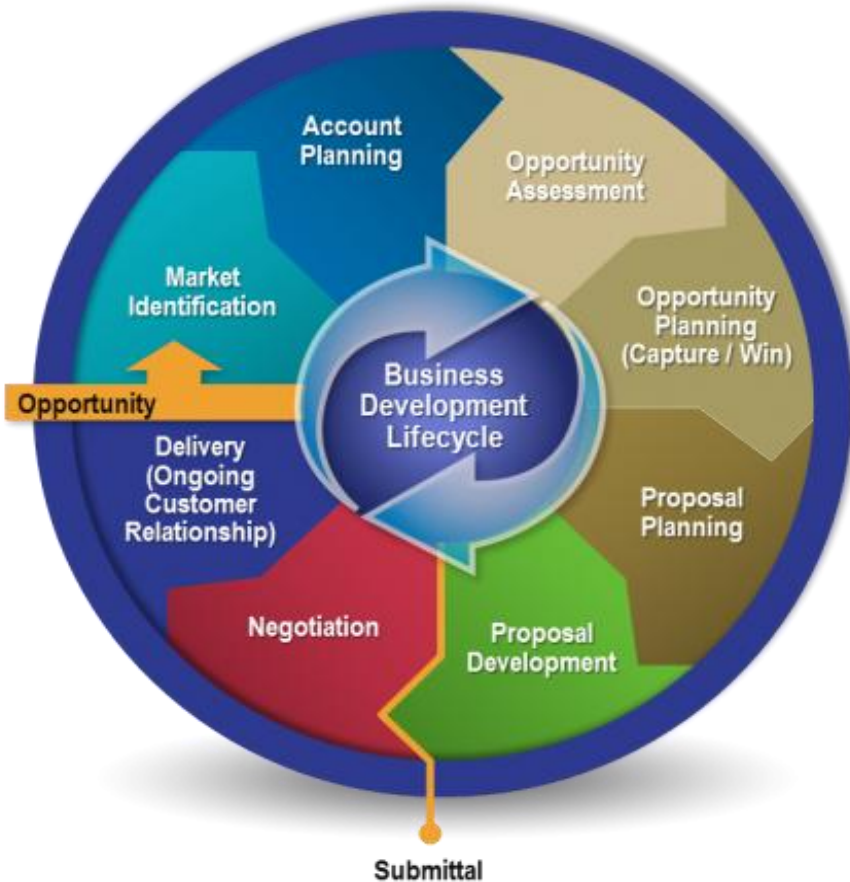 Account
Planning
Opportunity
Assessment
Market
Identification
Opportunity
Planning
(Capture / Win)
Business
Development
Lifecycle
Opportunity
Delivery
(Ongoing
Customer
Relationship)
Proposal
Planning
Negotiation
Proposal
Development
Submittal